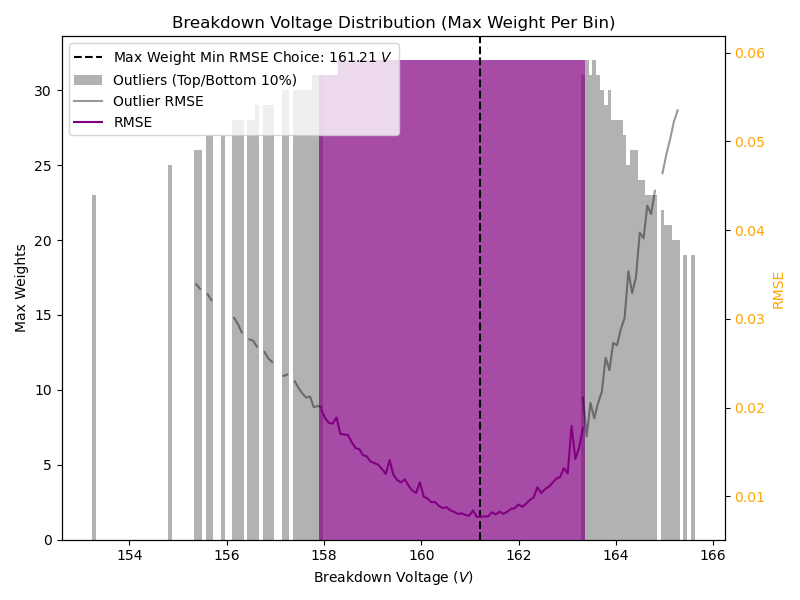 Breakdown Voltage Distribution (Max Weight Per Bin)
Max Weight Min RMSE Choice: 161.21 V
Outliers (Top/Bottom 10%)
Outlier RMSE
RMSE
30
25
20
15
10
5
0
Max Weights
0.06
0.05
0.04
0.03
0.02
0.01
RMSE
154 156 158 160 162 164 166
Breakdown Voltage (V)